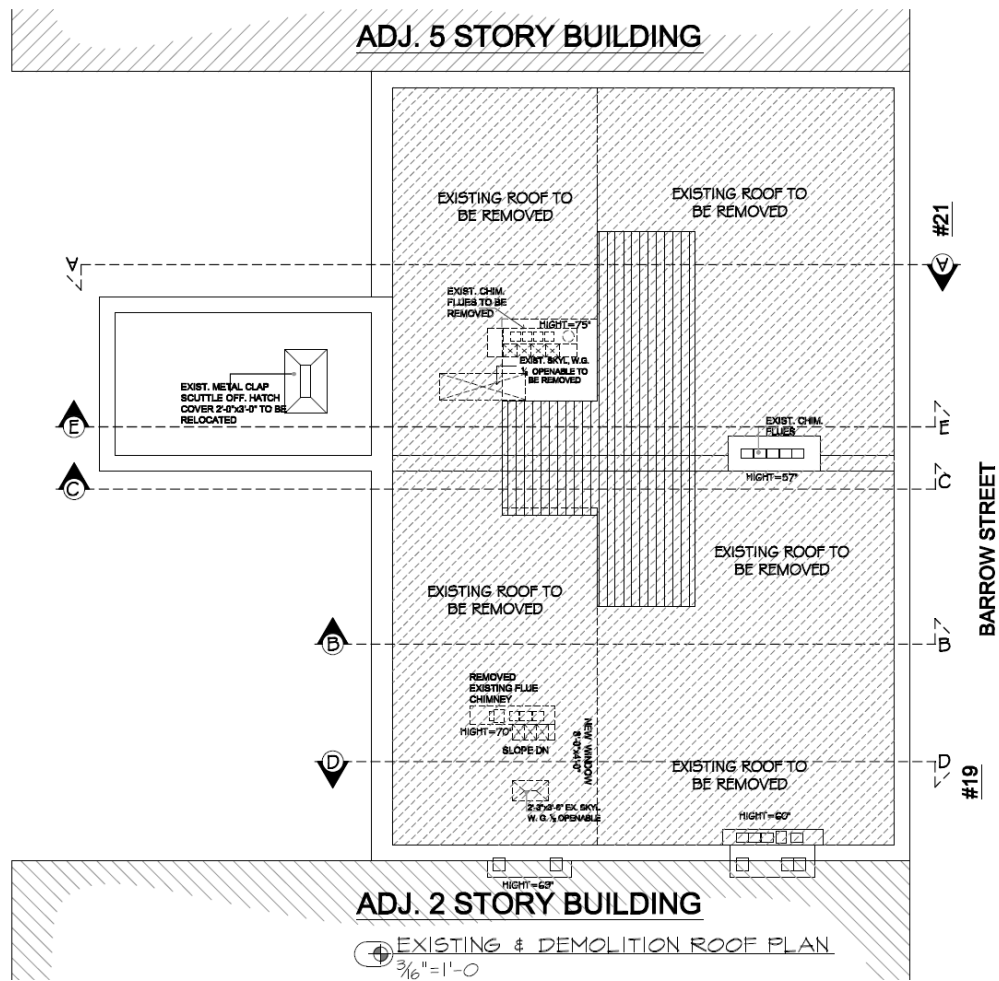 ADJ. 5 STORY BUILDING
EXISTING ROOF TO
BE REMOVED
EXISTING ROOF TO
BE REMOVED
#21
A
A
EXIST. CHIM.
FLUES TO BE
REMOVED
HIGHT=75"
EXIST. SKYL, W.G.
½ OPENABLE TO
BE REMOVED
EXIST. METAL CLAP
SCUTTLE OFF. HATCH
COVER 2'-0"x3'-0" TO BE
RELOCATED
E
E
EXIST. CHIM.
FLUES
HIGHT=57"
C
C
BARROW STREET
EXISTING ROOF TO
BE REMOVED
EXISTING ROOF TO
BE REMOVED
B
B
REMOVED
EXISTING FLUE
CHIMNEY
HIGHT=70"
SLOPE DN
NEW WINDOW
D
D
EXISTING ROOF TO
BE REMOVED
#19
EX. SKYL.
W. G. ½ OPENABLE
HIGHT=60"
HIGHT=63"
ADJ. 2 STORY BUILDING
EXISTING & DEMOLITION ROOF PLAN
3/16"=1'-0